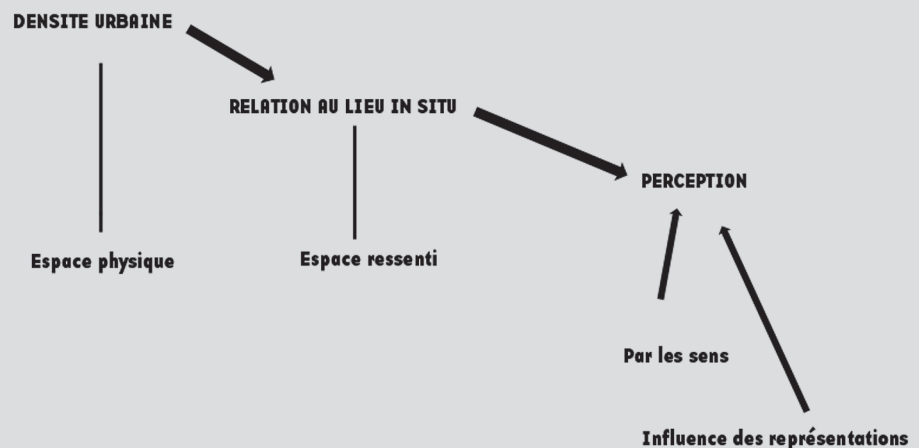 DENSITE URBAINE
RELATION AU LIEU IN SITU
PERCEPTION
Espace physique
Espace ressenti
Par les sens
Influence des représentations